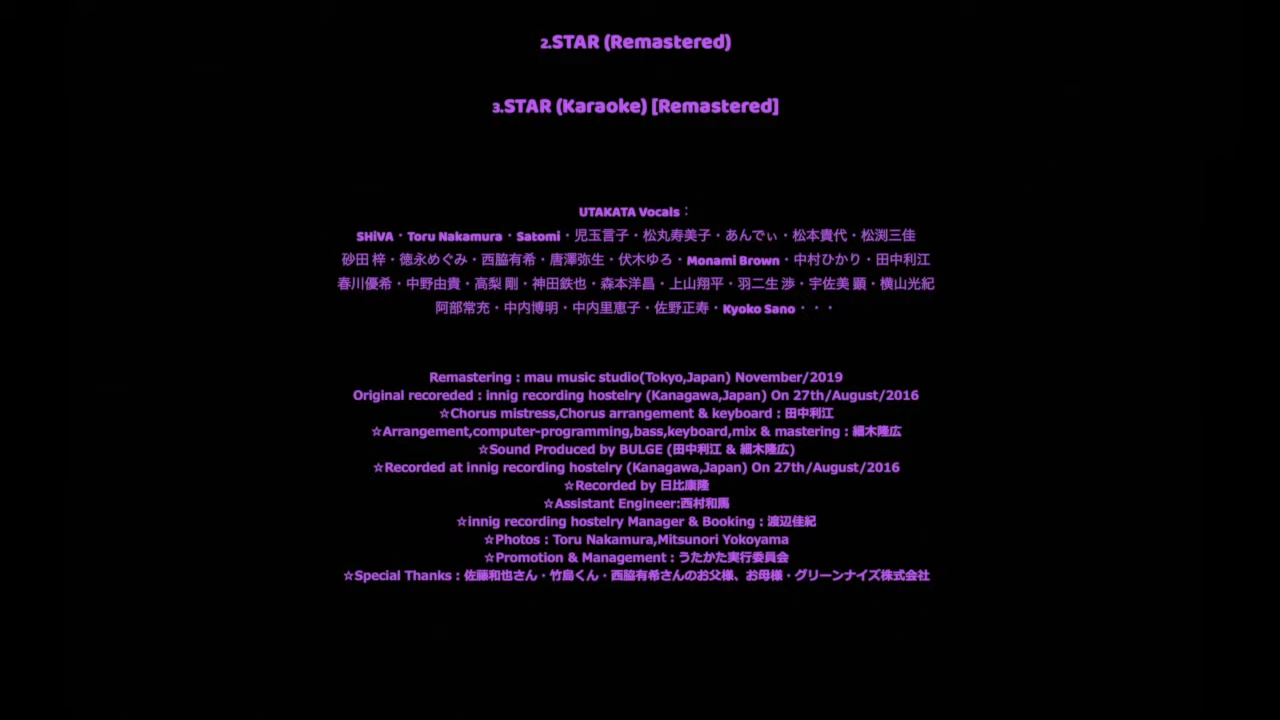 2.STAR (Remastered)
3.STAR (Karaoke) [Remastered]
UTAKATA Vocals：
SHiVA・Toru Nakamura・Satomi・児玉言子・松丸寿美子・あんでぃ・松本貴代・松渕三佳
砂田 梓・徳永めぐみ・西脇有希・唐澤弥生・伏木ゆろ・Monami Brown・中村ひかり・田中利江
春川優希・中野由貴・高梨 剛・神田鉄也・森本洋昌・上山翔平・羽二生 渉・宇佐美 顕・横山光紀
阿部常充・中内博明・中内里恵子・佐野正寿・Kyoko Sano・・・
Remastering : mau music studio(Tokyo,Japan) November/2019
Original recoreded : innig recording hostelry (Kanagawa,Japan) On 27th/August/2016
☆Chorus mistress,Chorus arrangement & keyboard : 田中利江
☆Arrangement,computer-programming,bass,keyboard,mix & mastering : 細木隆広
☆Sound Produced by BULGE (田中利江 & 細木隆広)
☆Recorded at innig recording hostelry (Kanagawa,Japan) On 27th/August/2016
☆Recorded by 日比康隆
☆Assistant Engineer:西村和馬
☆innig recording hostelry Manager & Booking : 渡辺佳紀
☆Photos : Toru Nakamura,Mitsunori Yokoyama
☆Promotion & Management : うたかた実行委員会
☆Special Thanks : 佐藤和也さん・竹島くん・西脇有希さんのお父様、お母様・グリーンナイズ株式会社